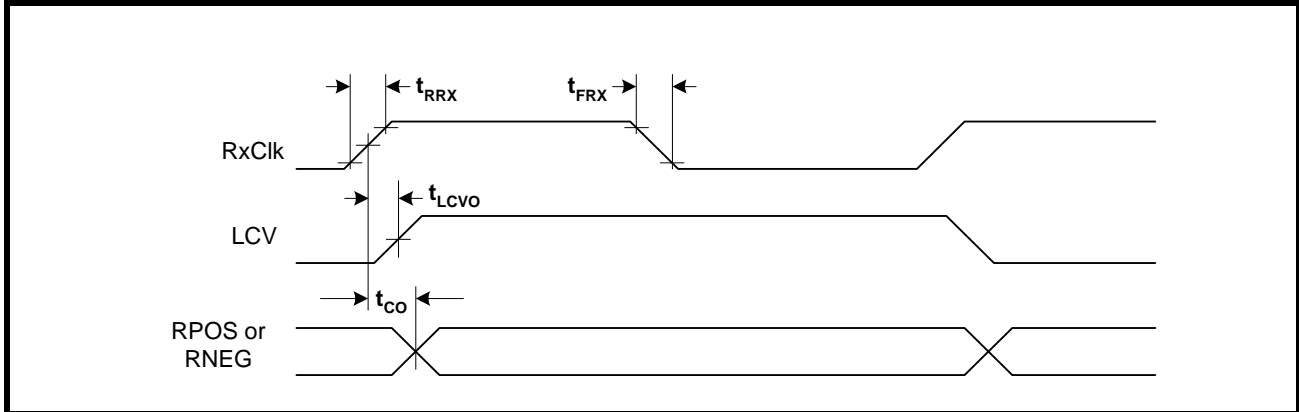 tRRX
tFRX
RxClk
tLCVO
LCV
tCO
RPOS or
RNEG